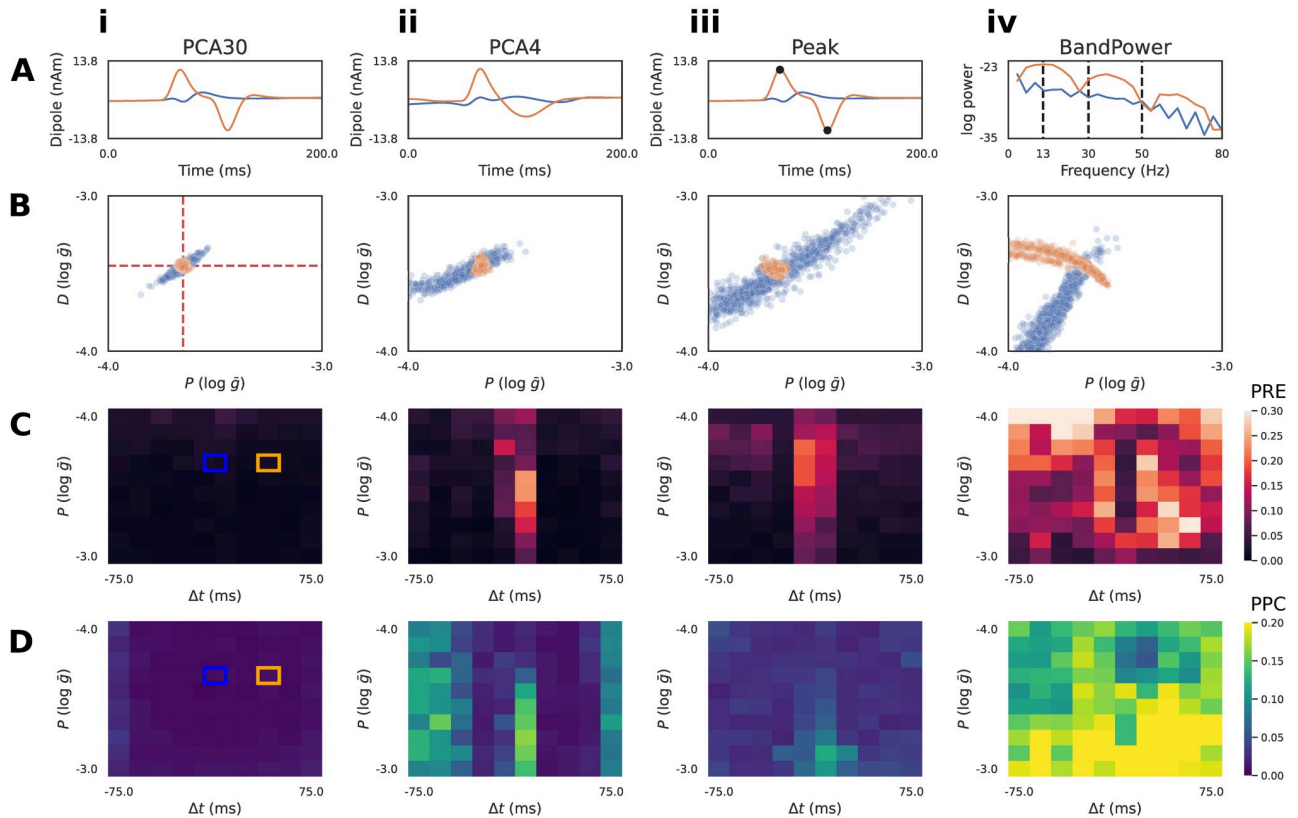 i ii iii iv
PCA30 PCA4 Peak BandPower
A
13.8 13.8 13.8 -23
Dipole (nAm) Dipole (nAm) Dipole (nAm) log power
-13.8 -13.8 -13.8 -35
0.0 200.0 0.0 200.0 0.0 200.0 0 13 30 50 80
Time (ms) Time (ms) Time (ms) Frequency (Hz)
B
-3.0 -3.0 -3.0 -3.0
D (log ḡ) D (log ḡ) D (log ḡ) D (log ḡ)
-4.0 -4.0 -4.0 -4.0
-4.0 -3.0 -4.0 -3.0 -4.0 -3.0 -4.0 -3.0
P (log ḡ) P (log ḡ) P (log ḡ) P (log ḡ)
PRE
C
-4.0 -4.0 -4.0 -4.0 0.30
0.25
0.20
P (log ḡ) P (log ḡ) P (log ḡ) P (log ḡ) 0.15
0.10
0.05
-3.0 -3.0 -3.0 -3.0 0.00
-75.0 75.0 -75.0 75.0 -75.0 75.0 -75.0 75.0
Δt (ms) Δt (ms) Δt (ms) Δt (ms)
PPC
D
-4.0 -4.0 -4.0 -4.0 0.20
0.15
P (log ḡ) P (log ḡ) P (log ḡ) P (log ḡ) 0.10
0.05
-3.0 -3.0 -3.0 -3.0 0.00
-75.0 75.0 -75.0 75.0 -75.0 75.0 -75.0 75.0
Δt (ms) Δt (ms) Δt (ms) Δt (ms)